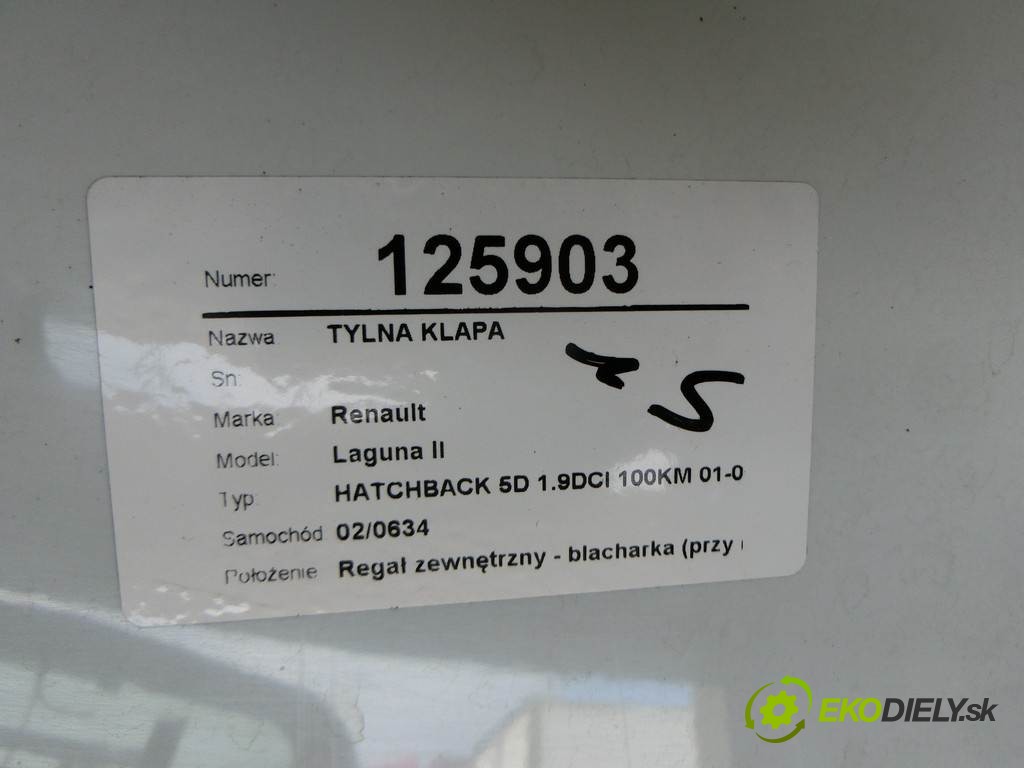 Numer: 125903
Nazwa TYLNA KLAPA
Sn:
Marka Renault
Model: Laguna II
Typ: HATCHBACK 5D 1.9DCI 100KM 01-0
Samochód 02/0634
Położenie Regał zewnętrzny - blacharka (przy
EKODIELY.sk